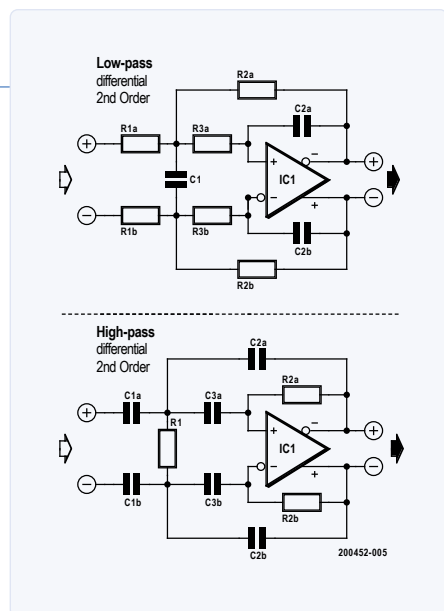 Low-pass
differential
2nd Order
R2a
C2a
+
R1a
R3a
+
−
+
C1
IC1
−
R1b
R3b
−
+
−
C2b
R2b
High-pass
differential
2nd Order
C2a
R2a
+
C1a
C3a
+
−
+
R1
IC1
−
C1b
C3b
−
+
−
R2b
C2b
200452-005